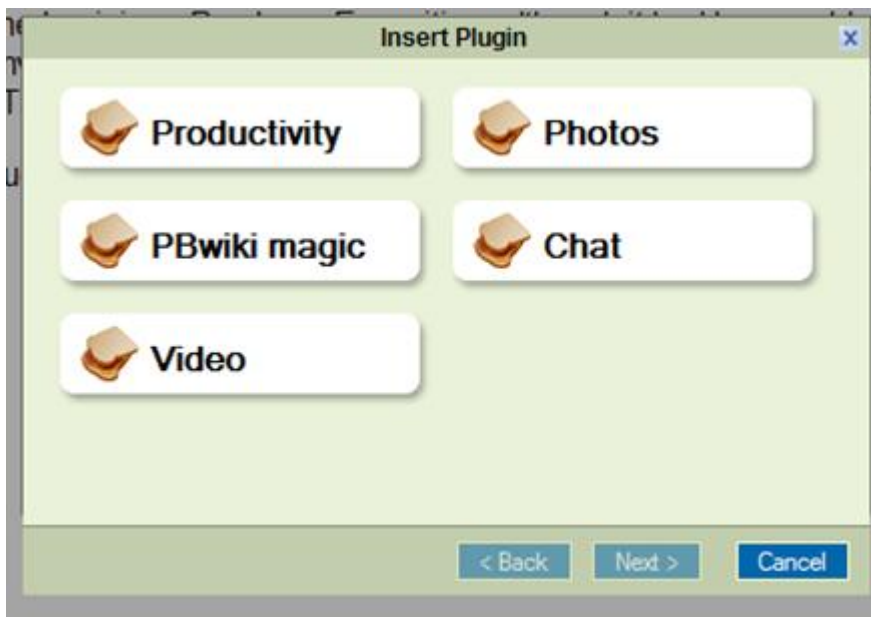 Insert Plugin
x
Productivity
Photos
PBwiki magic
Chat
Video
< Back
Next >
Cancel